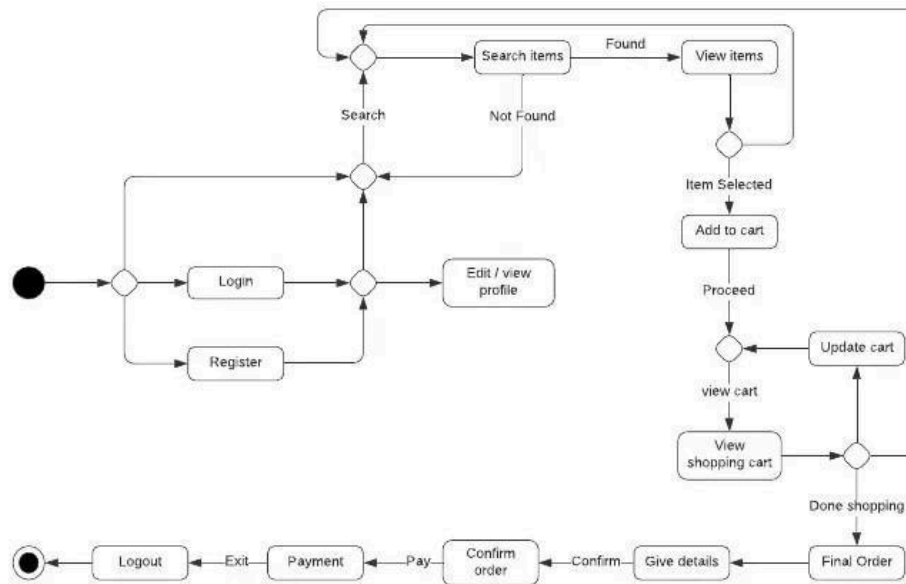 Found
Search items
View items
Search
Not Found
Item Selected
Add to cart
Login
Edit / view
profile
Proceed
Register
Update cart
view cart
View
shopping cart
Done shopping
Logout
Exit
Payment
Pay
Confirm
order
Confirm
Give details
Final Order